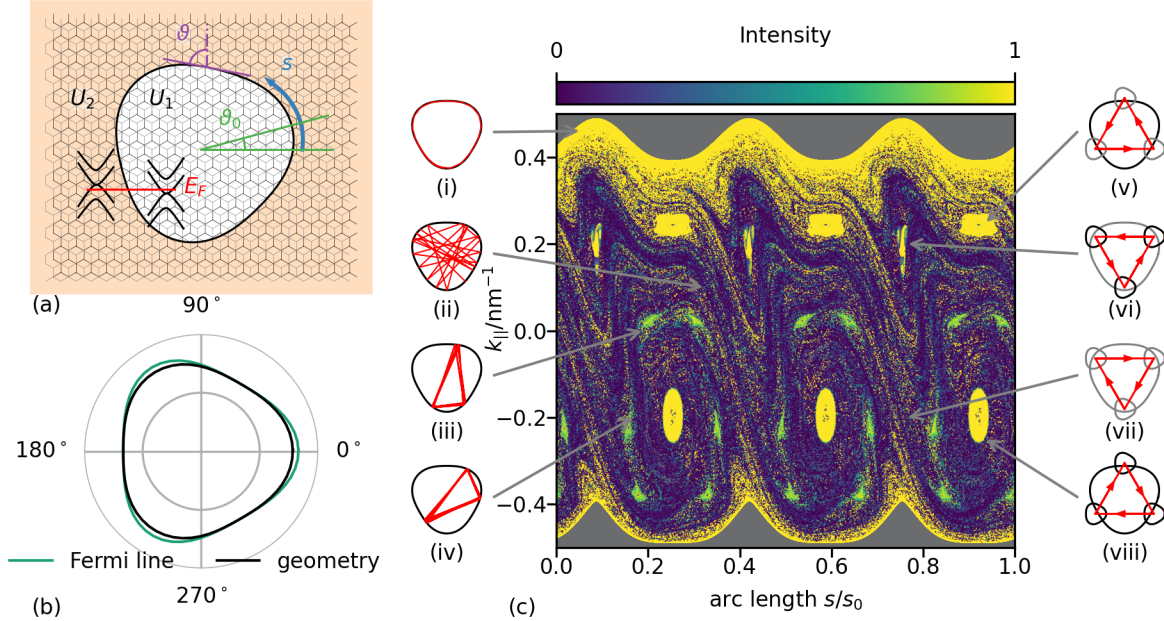 ϑ
i
s
U₂
U₁
ϑ₀
E_F
(a)
90°
180°
0°
270°
Fermi line
geometry
(b)
Intensity
0
1
(i)
(ii)
(iii)
(iv)
k_||/nm⁻¹
0.4
0.2
0.0
−0.2
−0.4
0.0
0.2
0.4
0.6
0.8
1.0
arc length s/s₀
(c)
(v)
(vi)
(vii)
(viii)